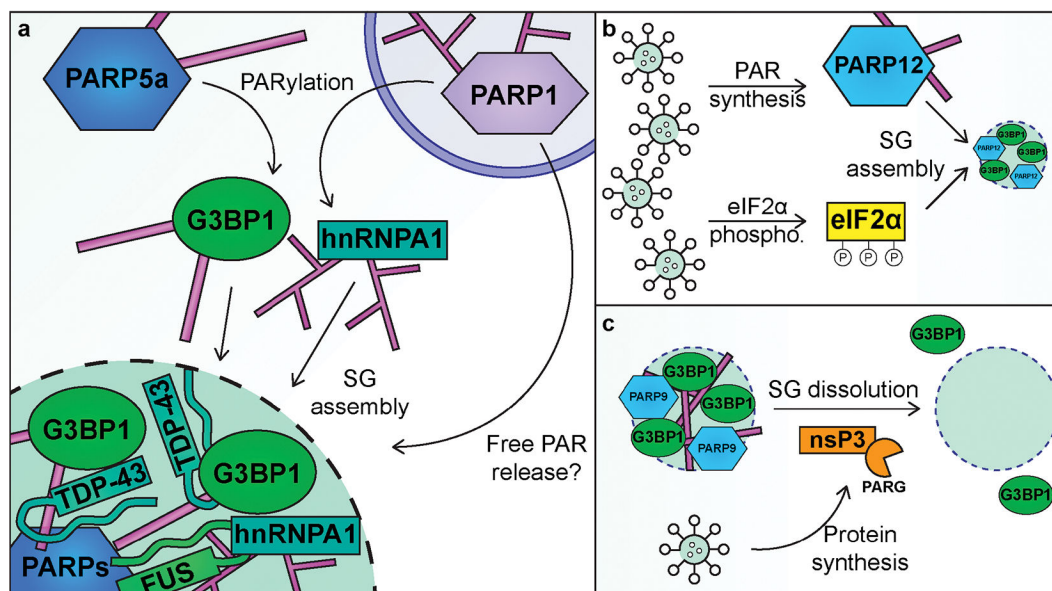 a
PARP5a
PARylation
PARP1
G3BP1
hnRNPA1
SG
assembly
Free PAR
release?
G3BP1
TDP-43
TDP-43
G3BP1
hnRNPA1
PARPs
FUS
b
PAR
synthesis
PARP12
SG
assembly
G3BP1
PARP12
G3BP1
G3BP1
PARP12
eIF2α
phospho.
eIF2α
P
P
P
c
G3BP1
PARP9
G3BP1
G3BP1
PARP9
SG dissolution
nsP3
PARG
G3BP1
G3BP1
Protein
synthesis